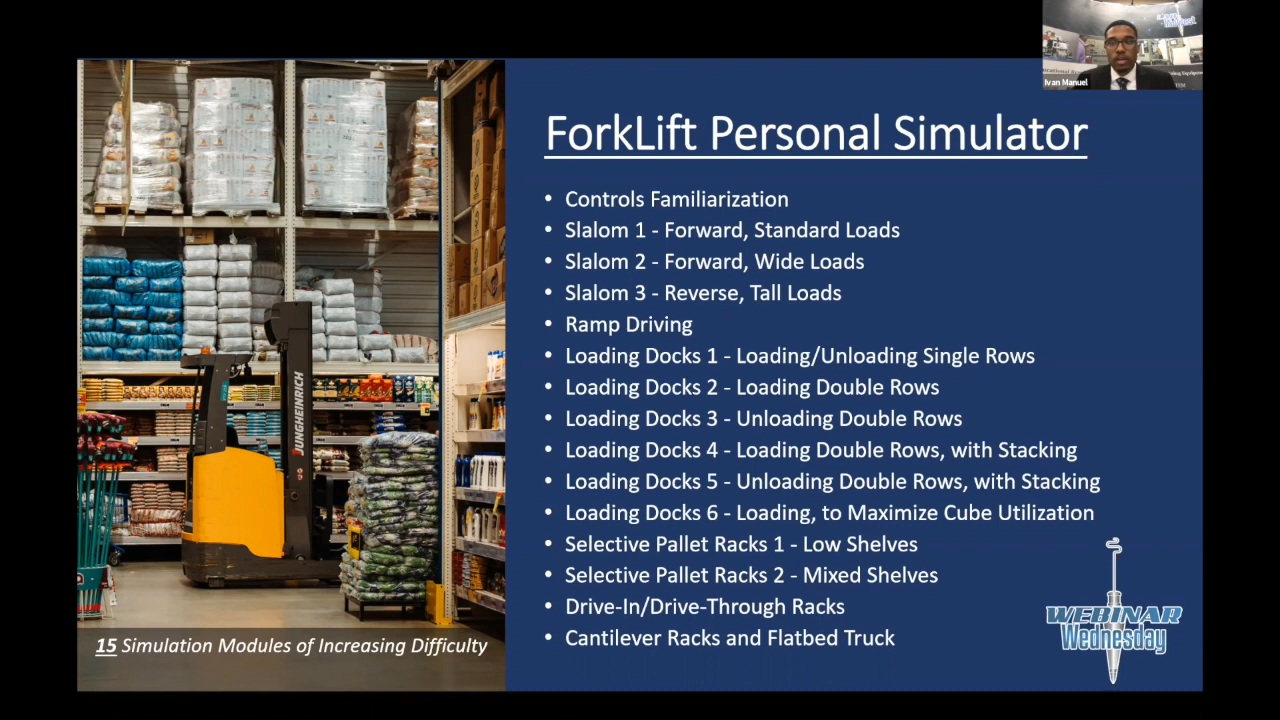 Ivan Manuel
ForkLift Personal Simulator
• Controls Familiarization
• Slalom 1 - Forward, Standard Loads
• Slalom 2 - Forward, Wide Loads
• Slalom 3 - Reverse, Tall Loads
• Ramp Driving
• Loading Docks 1 - Loading/Unloading Single Rows
• Loading Docks 2 - Loading Double Rows
• Loading Docks 3 - Unloading Double Rows
• Loading Docks 4 - Loading Double Rows, with Stacking
• Loading Docks 5 - Unloading Double Rows, with Stacking
• Loading Docks 6 - Loading, to Maximize Cube Utilization
• Selective Pallet Racks 1 - Low Shelves
• Selective Pallet Racks 2 - Mixed Shelves
• Drive-In/Drive-Through Racks
• Cantilever Racks and Flatbed Truck
JUNGHEINRICH
15 Simulation Modules of Increasing Difficulty
WEBINAR
Wednesday